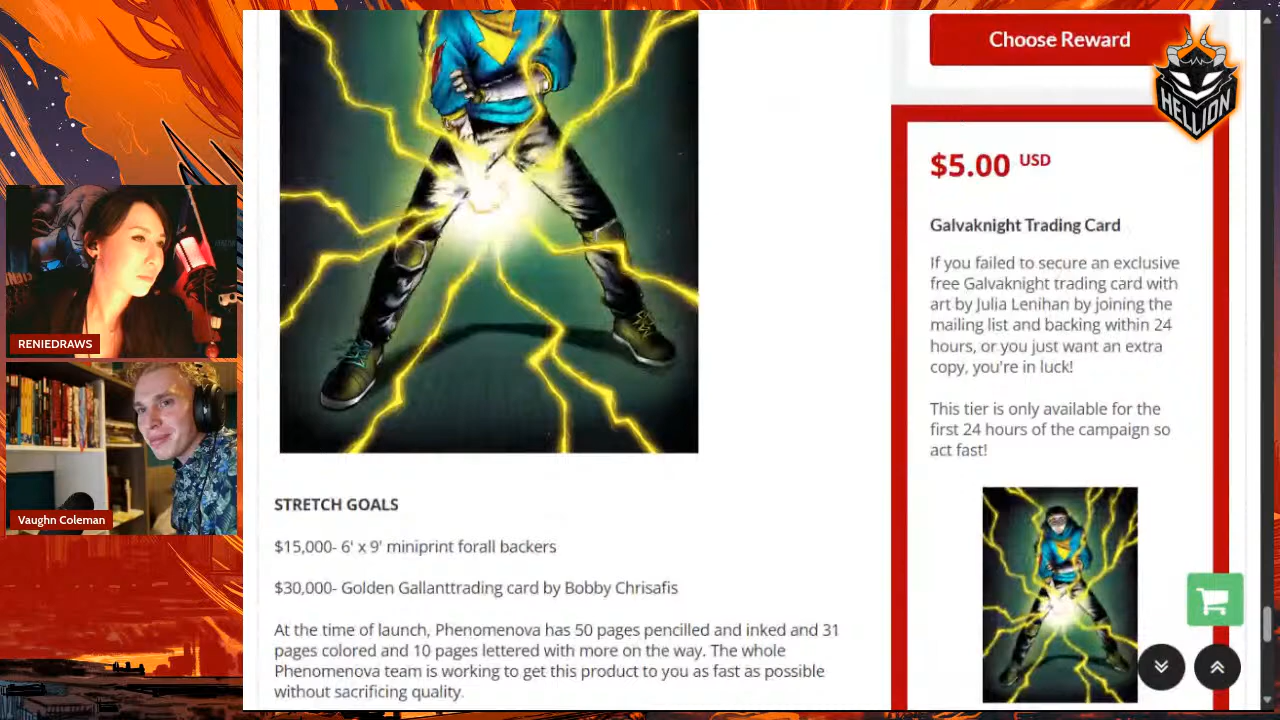 Choose Reward
HELLION
$5.00 USD
Galvaknight Trading Card
If you failed to secure an exclusive
free Galvaknight trading card with
art by Julia Lenihan by joining the
mailing list and backing within 24
hours, or you just want an extra
copy, you're in luck!
This tier is only available for the
first 24 hours of the campaign so
act fast!
RENIEDRAWS
Vaughn Coleman
STRETCH GOALS
$15,000- 6' x 9' miniprint forall backers
$30,000- Golden Gallanttrading card by Bobby Chrisafis
At the time of launch, Phenomenova has 50 pages pencilled and inked and 31
pages colored and 10 pages lettered with more on the way. The whole
Phenomenova team is working to get this product to you as fast as possible
without sacrificing quality.